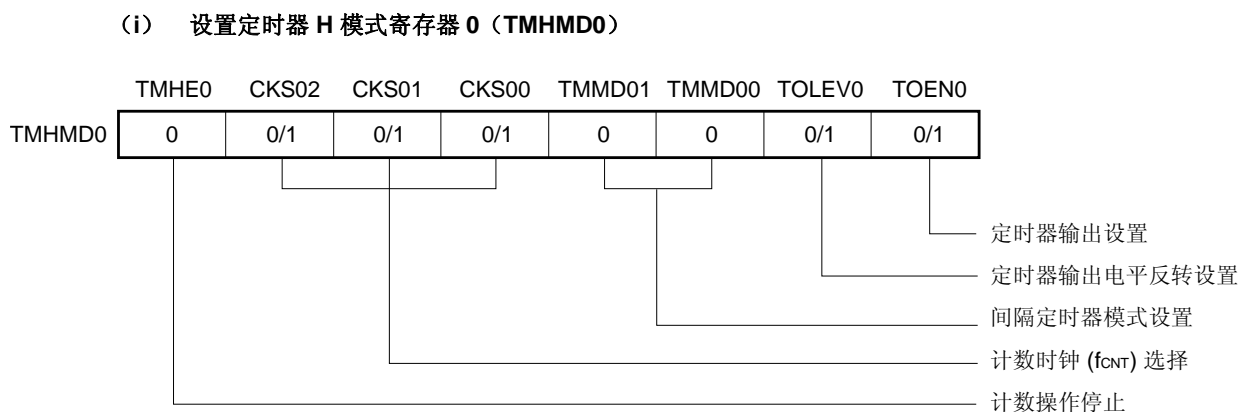 （i） 设置定时器 H 模式寄存器 0（TMHMD0）
TMHE0 CKS02 CKS01 CKS00 TMMD01 TMMD00 TOLEV0 TOEN0
TMHMD0 0 0/1 0/1 0/1 0 0 0/1 0/1
定时器输出设置
定时器输出电平反转设置
间隔定时器模式设置
计数时钟 (fCNT) 选择
计数操作停止